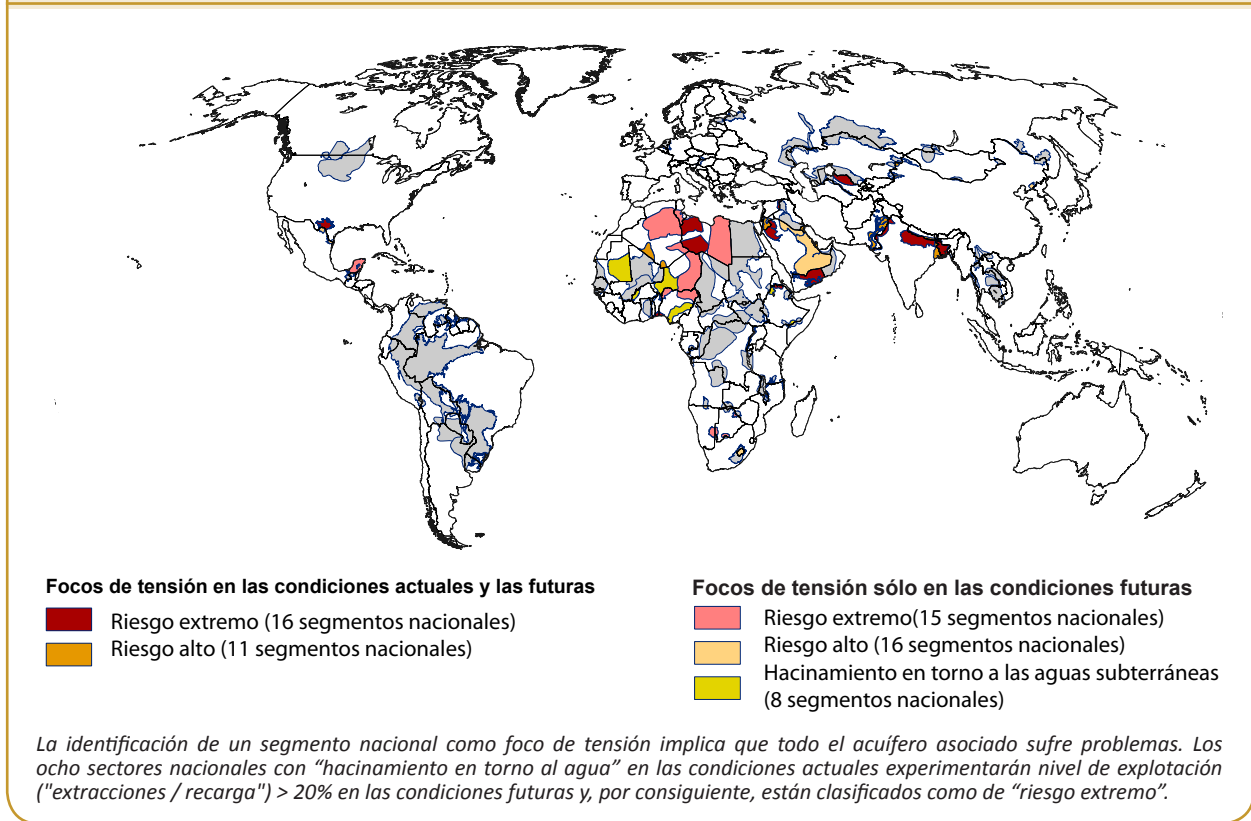 Focos de tensión en las condiciones actuales y las futuras
Riesgo extremo (16 segmentos nacionales)
Riesgo alto (11 segmentos nacionales)
Focos de tensión sólo en las condiciones futuras
Riesgo extremo(15 segmentos nacionales)
Riesgo alto (16 segmentos nacionales)
Hacinamiento en torno a las aguas subterráneas
(8 segmentos nacionales)
La identificación de un segmento nacional como foco de tensión implica que todo el acuífero asociado sufre problemas. Los
ocho sectores nacionales con “hacinamiento en torno al agua” en las condiciones actuales experimentarán nivel de explotación
("extracciones / recarga") > 20% en las condiciones futuras y, por consiguiente, están clasificados como de “riesgo extremo”.